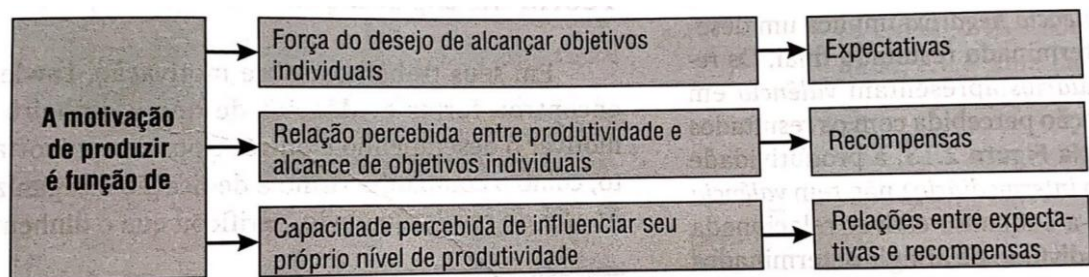 Força do desejo de alcançar objetivos
individuais
Expectativas
A motivação
de produzir
é função de
Relação percebida entre produtividade e
alcance de objetivos individuais
Recompensas
Capacidade percebida de influenciar seu
próprio nível de produtividade
Relações entre expecta-
tivas e recompensas